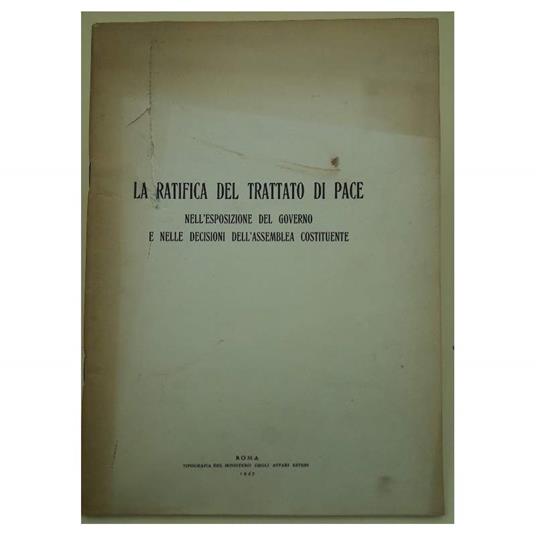 LA RATIFICA DEL TRATTATO DI PACE
NELL'ESPOSIZIONE DEL GOVERNO
E NELLE DECISIONI DELL'ASSEMBLEA COSTITUENTE
ROMA
TIPOGRAFIA DEL MINISTERO DEGLI AFFARI ESTERI
1947